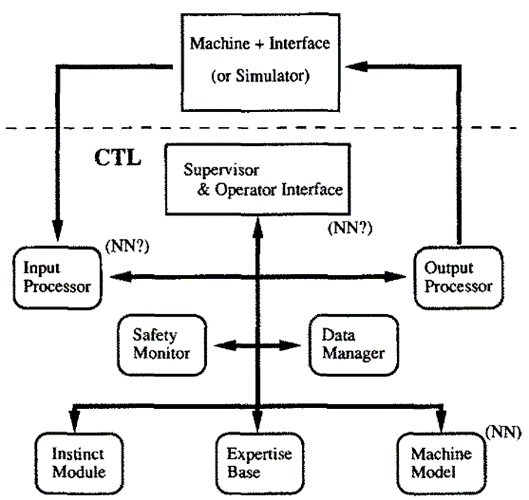 Machine + Interface
(or Simulator)
CTL
Supervisor
& Operator Interface
(NN?)
(NN?)
Input
Processor
Output
Processor
Safety
Monitor
Data
Manager
Instinct
Module
Expertise
Base
Machine
Model
(NN)